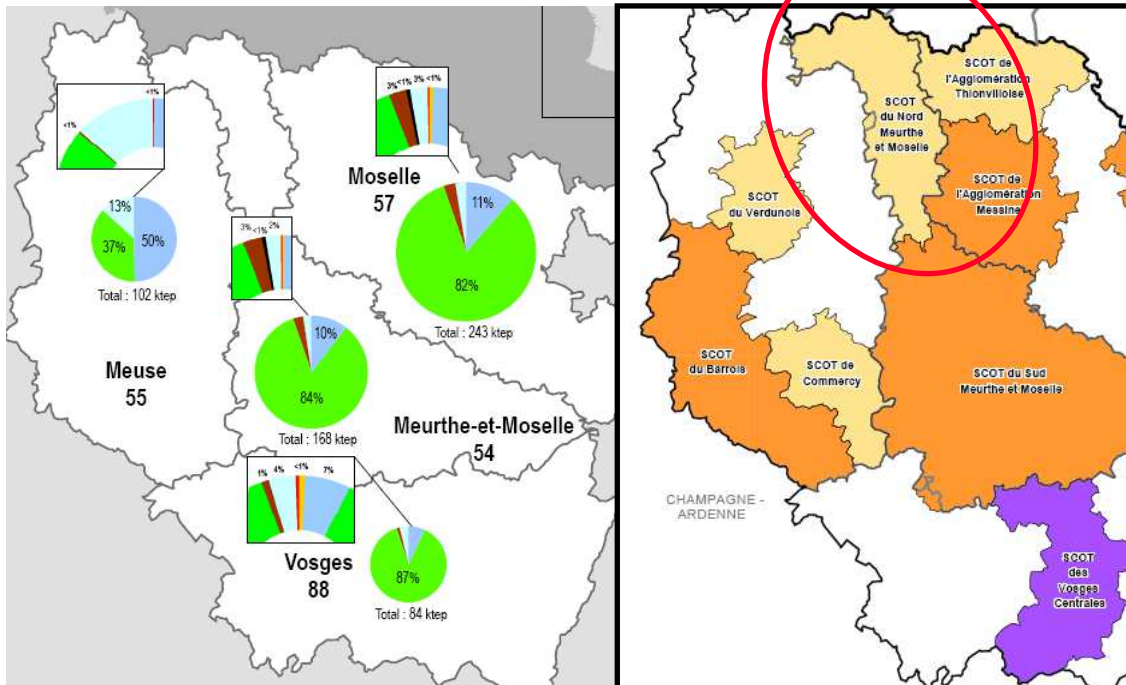 <1%
<1%
13%
37%
50%
Total : 102 ktep
Meuse
55
3%
<1%
3%
<1%
Moselle
57
11%
82%
Total : 243 ktep
3%
<1%
2%
10%
84%
Total : 168 ktep
Meurthe-et-Moselle
54
1%
4%
<1%
7%
Vosges
88
87%
Total : 84 ktep
SCOT de
l'Agglomération
Thionvilloise
SCOT
du Nord
Meurthe
et Moselle
SCOT de
l'Agglomération
Messine
SCOT
du Verdunois
SCOT
du Barrois
SCOT de
Commercy
SCOT du Sud
Meurthe et Moselle
CHAMPAGNE -
ARDENNE
SCOT
des
Vosges
Centrales